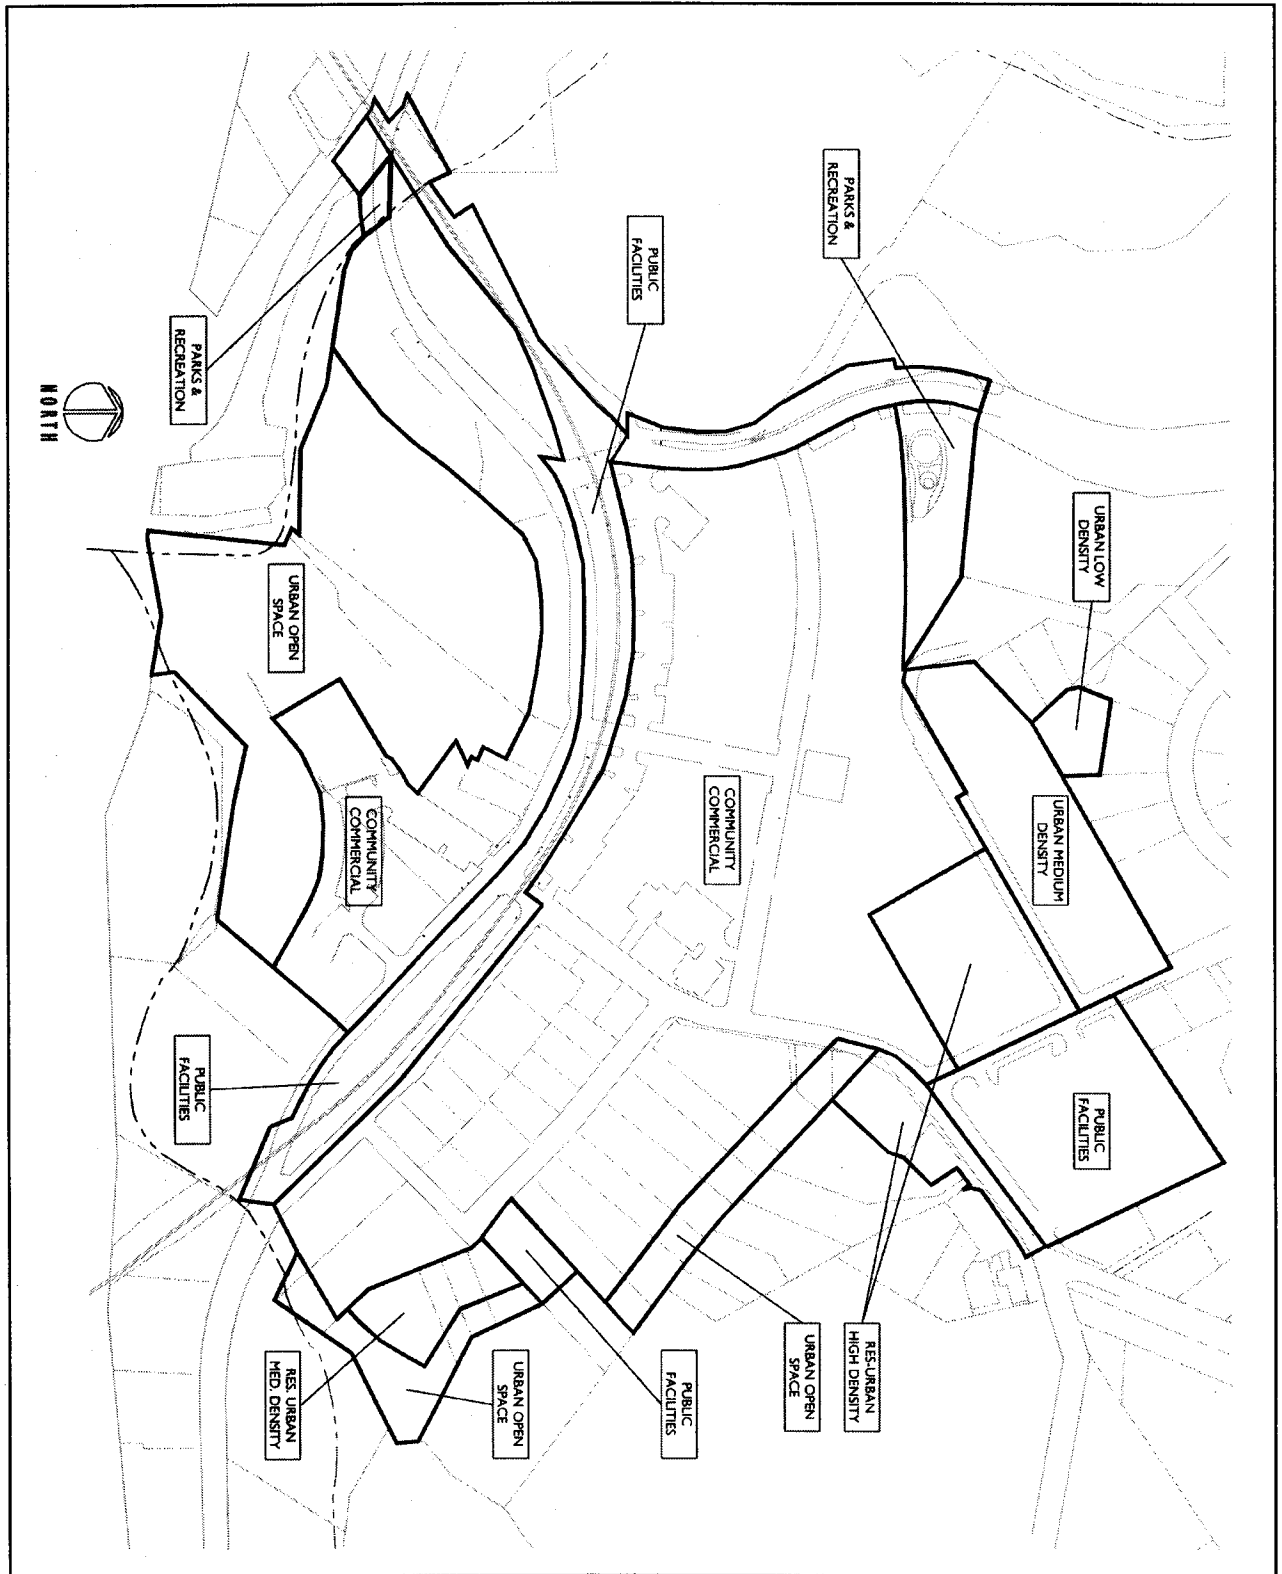 PARKS &
RECREATION
PUBLIC
FACILITIES
PARKS &
RECREATION
NORTH
URBAN LOW
DENSITY
URBAN OPEN
SPACE
COMMUNITY
COMMERCIAL
COMMUNITY
COMMERCIAL
URBAN MEDIUM
DENSITY
PUBLIC
FACILITIES
PUBLIC
FACILITIES
RES-URBAN
HIGH DENSITY
URBAN OPEN
SPACE
PUBLIC
FACILITIES
URBAN OPEN
SPACE
RES. URBAN
MED. DENSITY